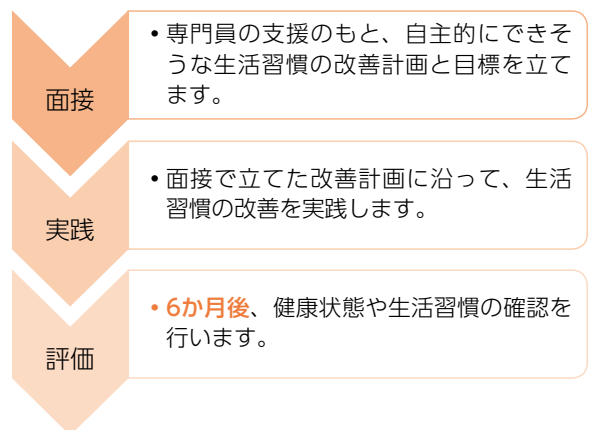 面接
• 専門員の支援のもと、自主的にできそ
うな生活習慣の改善計画と目標を立て
ます。
実践
• 面接で立てた改善計画に沿って、生活
習慣の改善を実践します。
評価
• 6か月後、健康状態や生活習慣の確認を
行います。